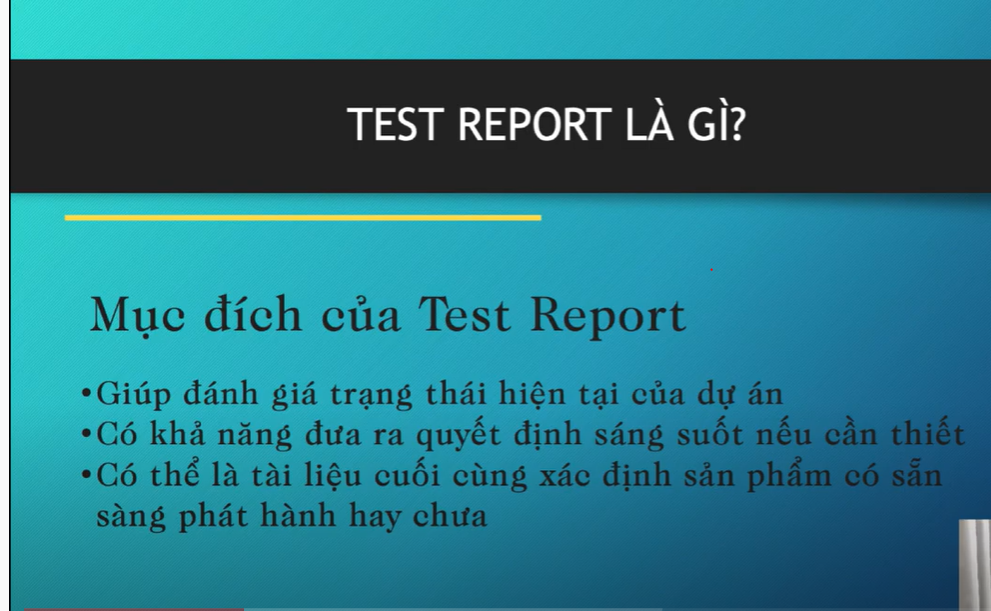 TEST REPORT LÀ GÌ?
Mục đích của Test Report
•Giúp đánh giá trạng thái hiện tại của dự án
•Có khả năng đưa ra quyết định sáng suốt nếu cần thiết
•Có thể là tài liệu cuối cùng xác định sản phẩm có sẵn
sàng phát hành hay chưa